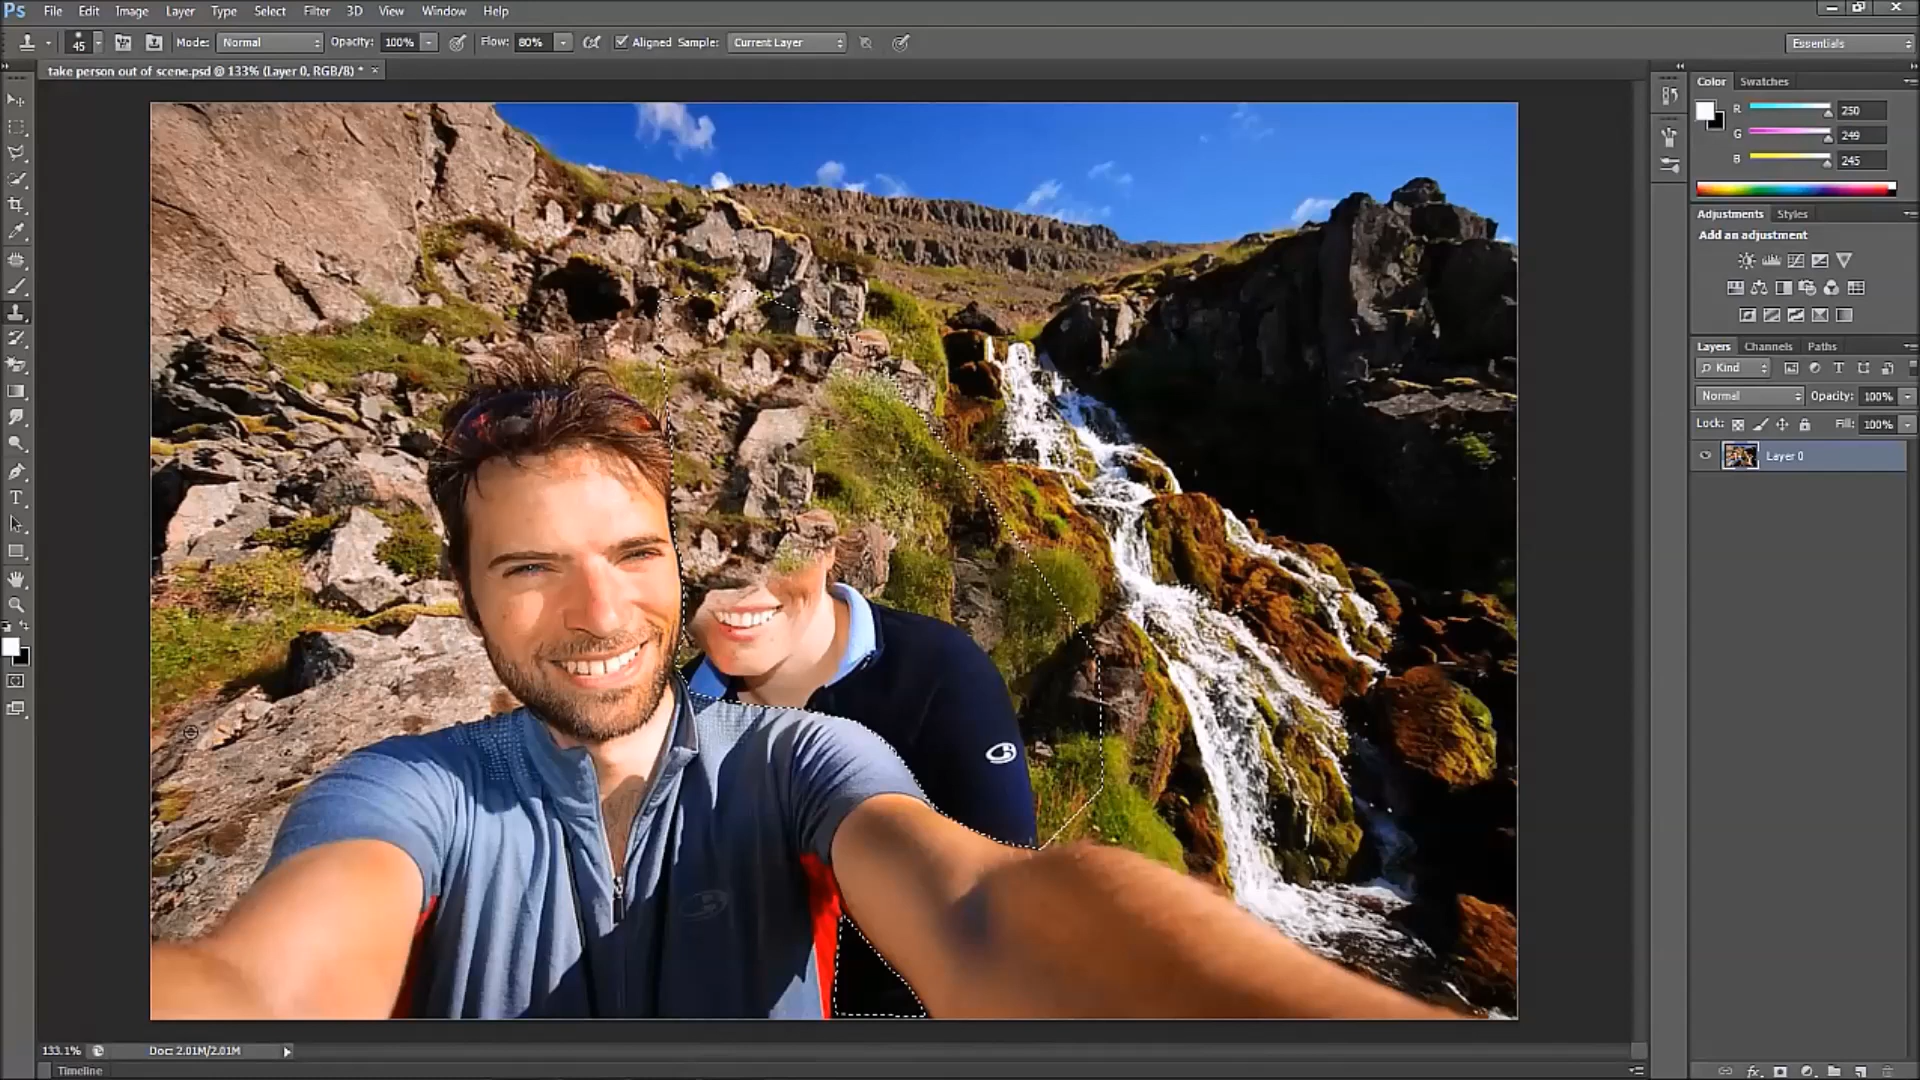 Ps File Edit Image Layer Type Select Filter 3D View Window Help
45 Mode: Normal Opacity: 100% Flow: 80% Aligned Sample: Current Layer Essentials
take person out of scene.psd @ 133% (Layer 0, RGB/8) * ×
Color Swatches
R 250
G 249
B 245
Adjustments Styles
Add an adjustment
Layers Channels Paths
Kind
Normal Opacity: 100%
Lock: Fill: 100%
Layer 0
133.1% Doc: 2.01M/2.01M
Timeline